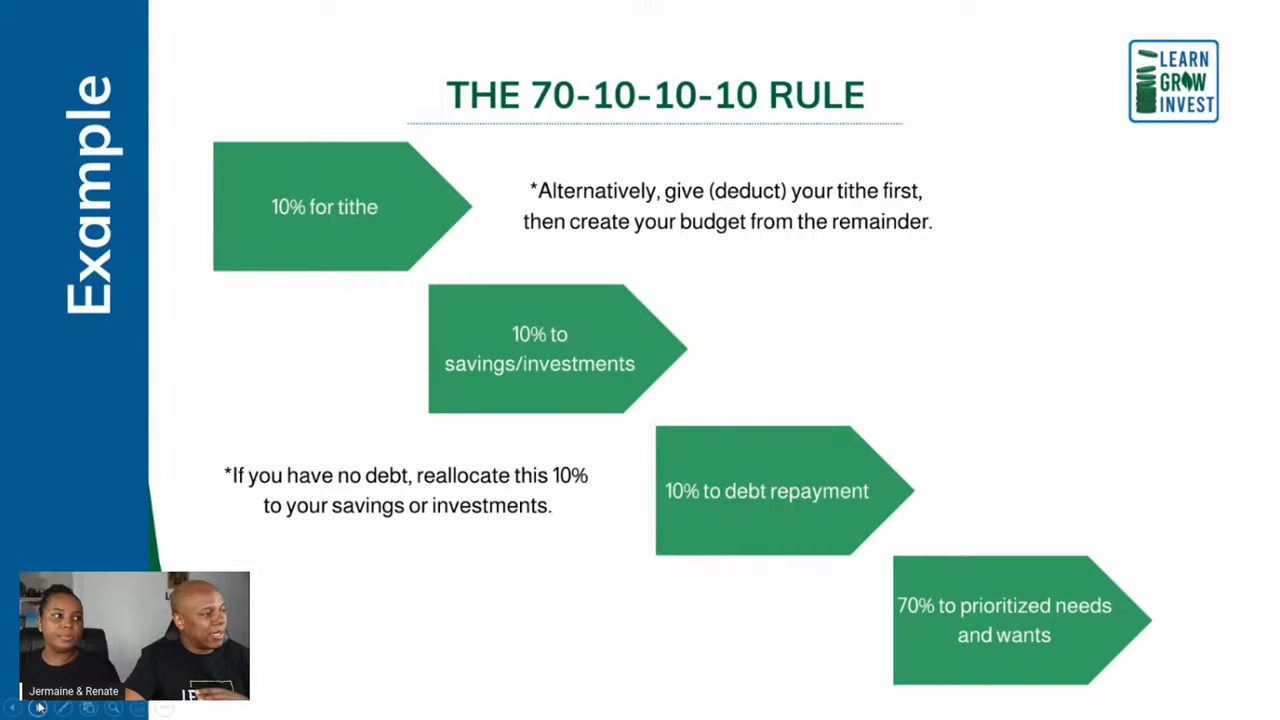 Example
THE 70-10-10-10 RULE
LEARN
GROW
INVEST
10% for tithe
*Alternatively, give (deduct) your tithe first,
then create your budget from the remainder.
10% to
savings/investments
*If you have no debt, reallocate this 10%
to your savings or investments.
10% to debt repayment
70% to prioritized needs
and wants
Jermaine & Renate